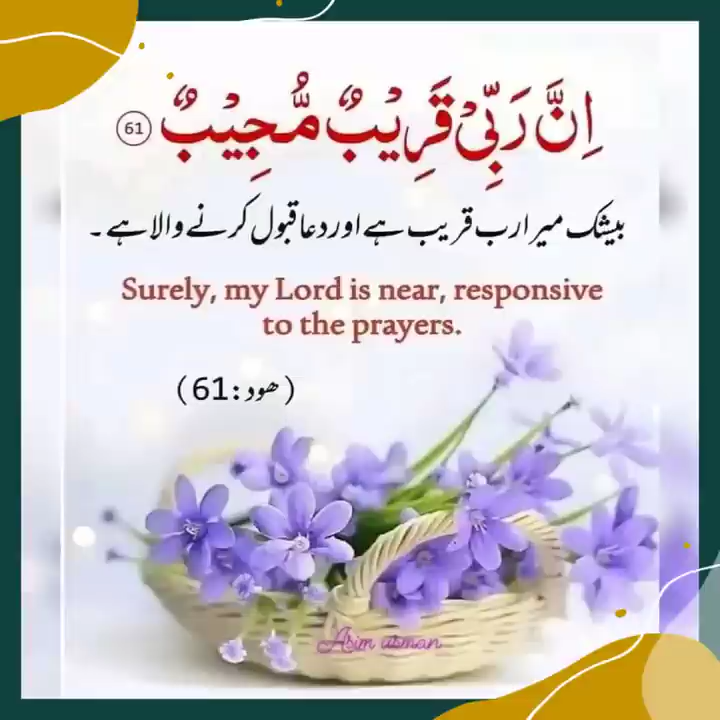 اِنَّ رَبِّيْ قَرِيْبٌ مُّجِيْبٌ ﴿61﴾
بیشک میرا رب قریب ہے اور دعا قبول کرنے والا ہے۔
Surely, my Lord is near, responsive
to the prayers.
(ھود:61)
Asim usman